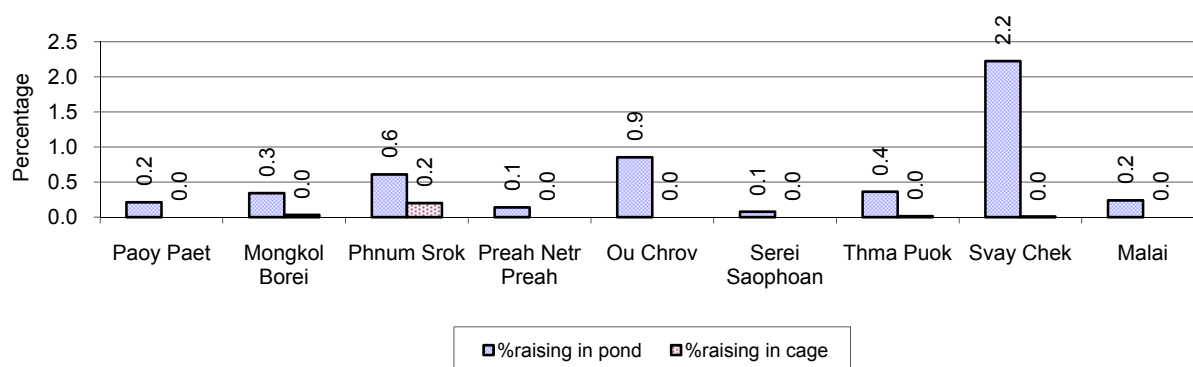 Percentage
2.5
2.0
1.5
1.0
0.5
0.0
0.2
0.0
0.3
0.0
0.6
0.2
0.1
0.0
0.9
0.0
0.1
0.0
0.4
0.0
2.2
0.0
0.2
0.0
Paoy Paet
Mongkol
Borei
Phnum Srok
Preah Netr
Preah
Ou Chrov
Serei
Saophoan
Thma Puok
Svay Chek
Malai
%raising in pond
%raising in cage